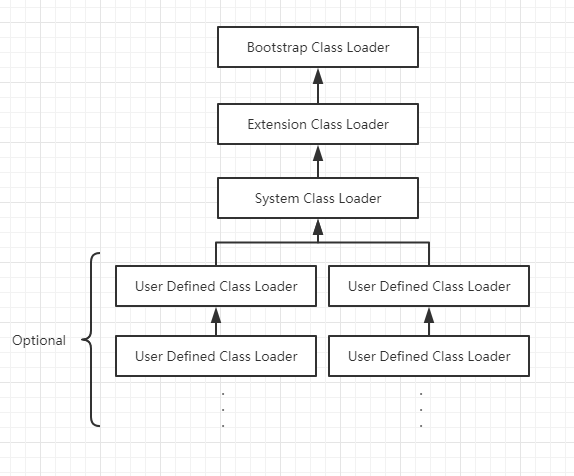 Bootstrap Class Loader
Extension Class Loader
System Class Loader
User Defined Class Loader
User Defined Class Loader
Optional
User Defined Class Loader
User Defined Class Loader